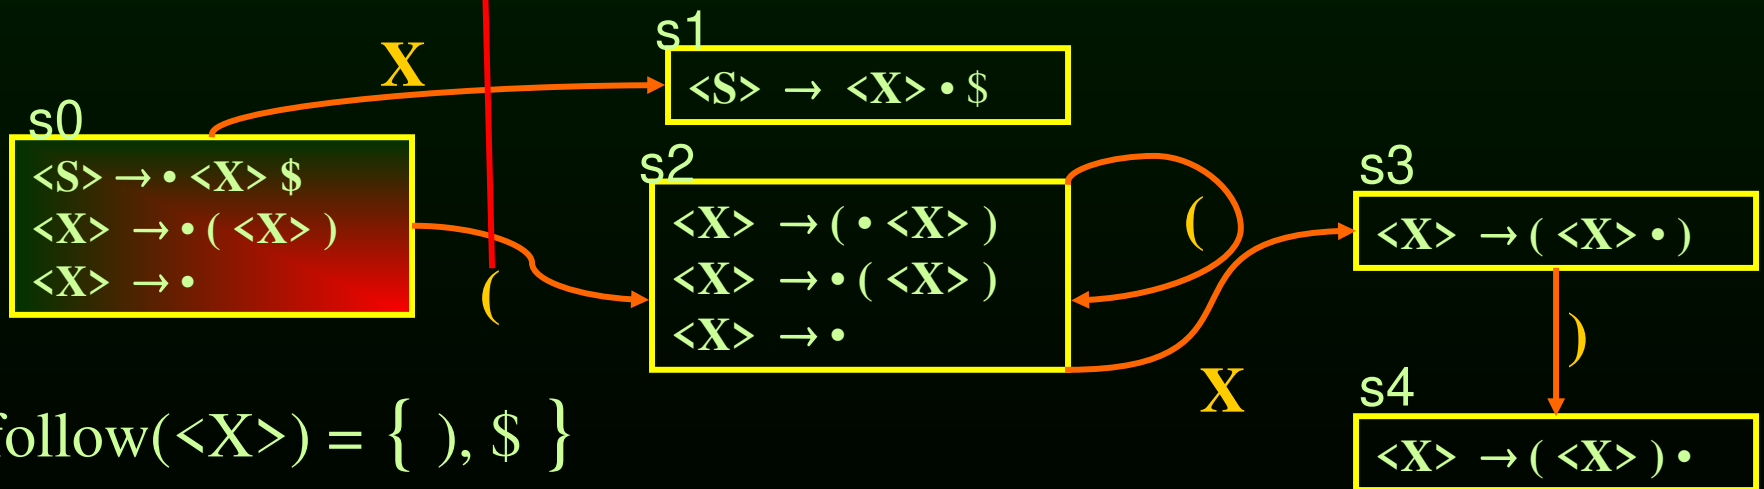 s0
<S> → • <X> $
<X> → • ( <X> )
<X> → •
X
(
s1
<S> → <X> • $
s2
<X> → ( • <X> )
<X> → • ( <X> )
<X> → •
(
X
s3
<X> → ( <X> • )
)
s4
<X> → ( <X> ) •
follow(<X>) = { ), $ }